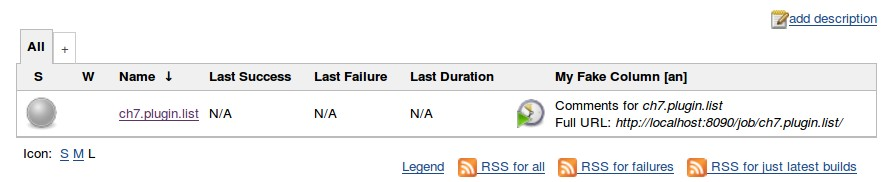 add description
All +
S W Name ↓ Last Success Last Failure Last Duration My Fake Column [an]
ch7.plugin.list N/A N/A N/A
Comments for ch7.plugin.list
Full URL: http://localhost:8090/job/ch7.plugin.list/
Icon: S M L
Legend RSS for all RSS for failures RSS for just latest builds